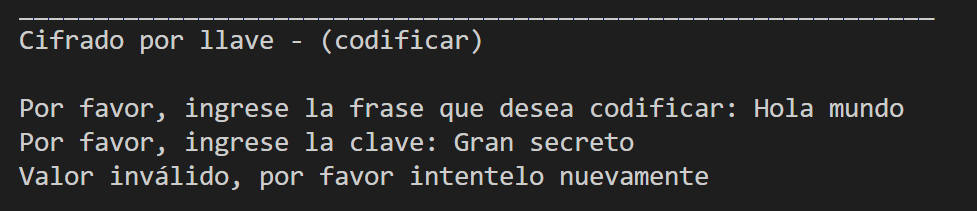 _____________________________________________________________
Cifrado por llave - (codificar)
Por favor, ingrese la frase que desea codificar: Hola mundo
Por favor, ingrese la clave: Gran secreto
Valor inválido, por favor intentelo nuevamente